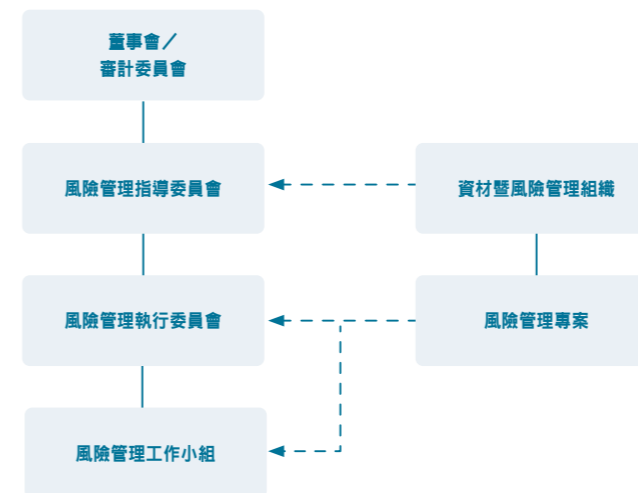 董事會／
審計委員會
風險管理指導委員會
資材暨風險管理組織
風險管理執行委員會
風險管理專案
風險管理工作小組